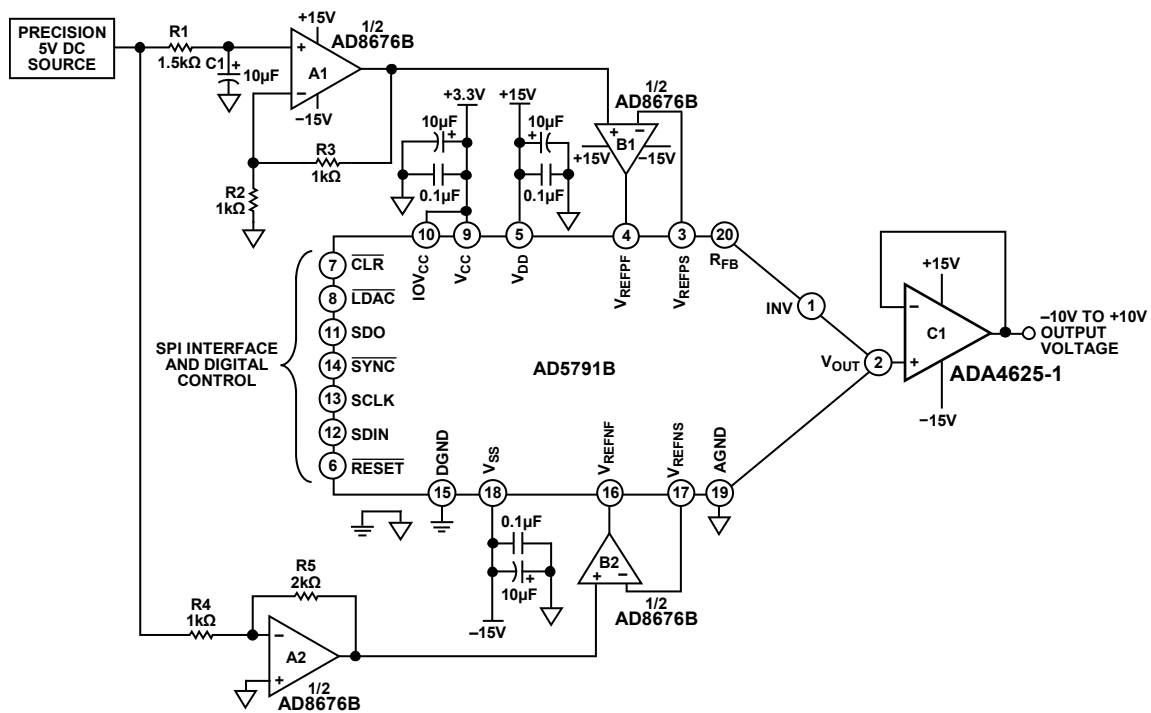 PRECISION
5V DC
SOURCE
R1
1.5kΩ
C1
+
10µF
+15V
1/2
AD8676B
+
A1
–
–15V
R3
1kΩ
R2
1kΩ
+3.3V
10µF
+
0.1µF
+15V
10µF
+
0.1µF
1/2
AD8676B
+ –
B1
+15V
–15V
10
9
5
4
3
20
IOVCC
VCC
VDD
VREFPF
VREFPS
RFB
7 CLR
8 LDAC
11 SDO
14 SYNC
13 SCLK
12 SDIN
6 RESET
SPI INTERFACE
AND DIGITAL
CONTROL
AD5791B
INV
1
VOUT
2
+15V
–
C1
+
–15V
ADA4625-1
–10V TO +10V
OUTPUT
VOLTAGE
DGND
VSS
VREFNF
VREFNS
AGND
15
18
16
17
19
0.1µF
+
10µF
–15V
B2
+ –
1/2
AD8676B
R5
2kΩ
R4
1kΩ
–
A2
+
1/2
AD8676B